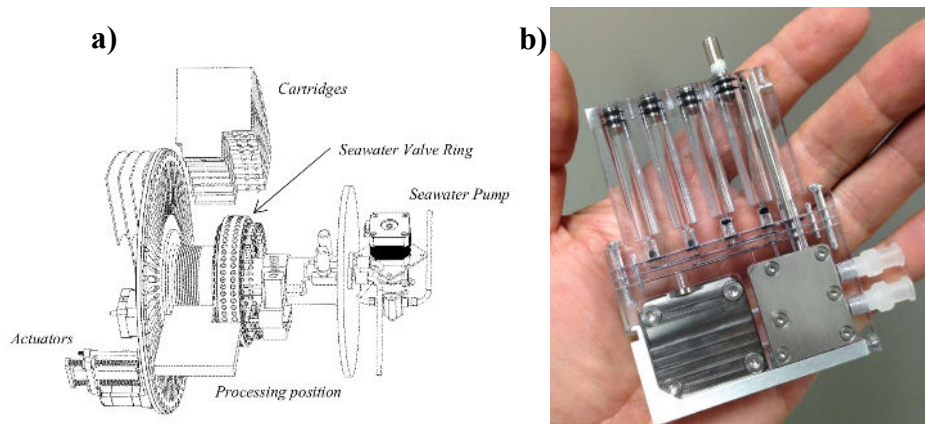 a)
Cartridges
Seawater Valve Ring
Seawater Pump
Actuators
Processing position
b)